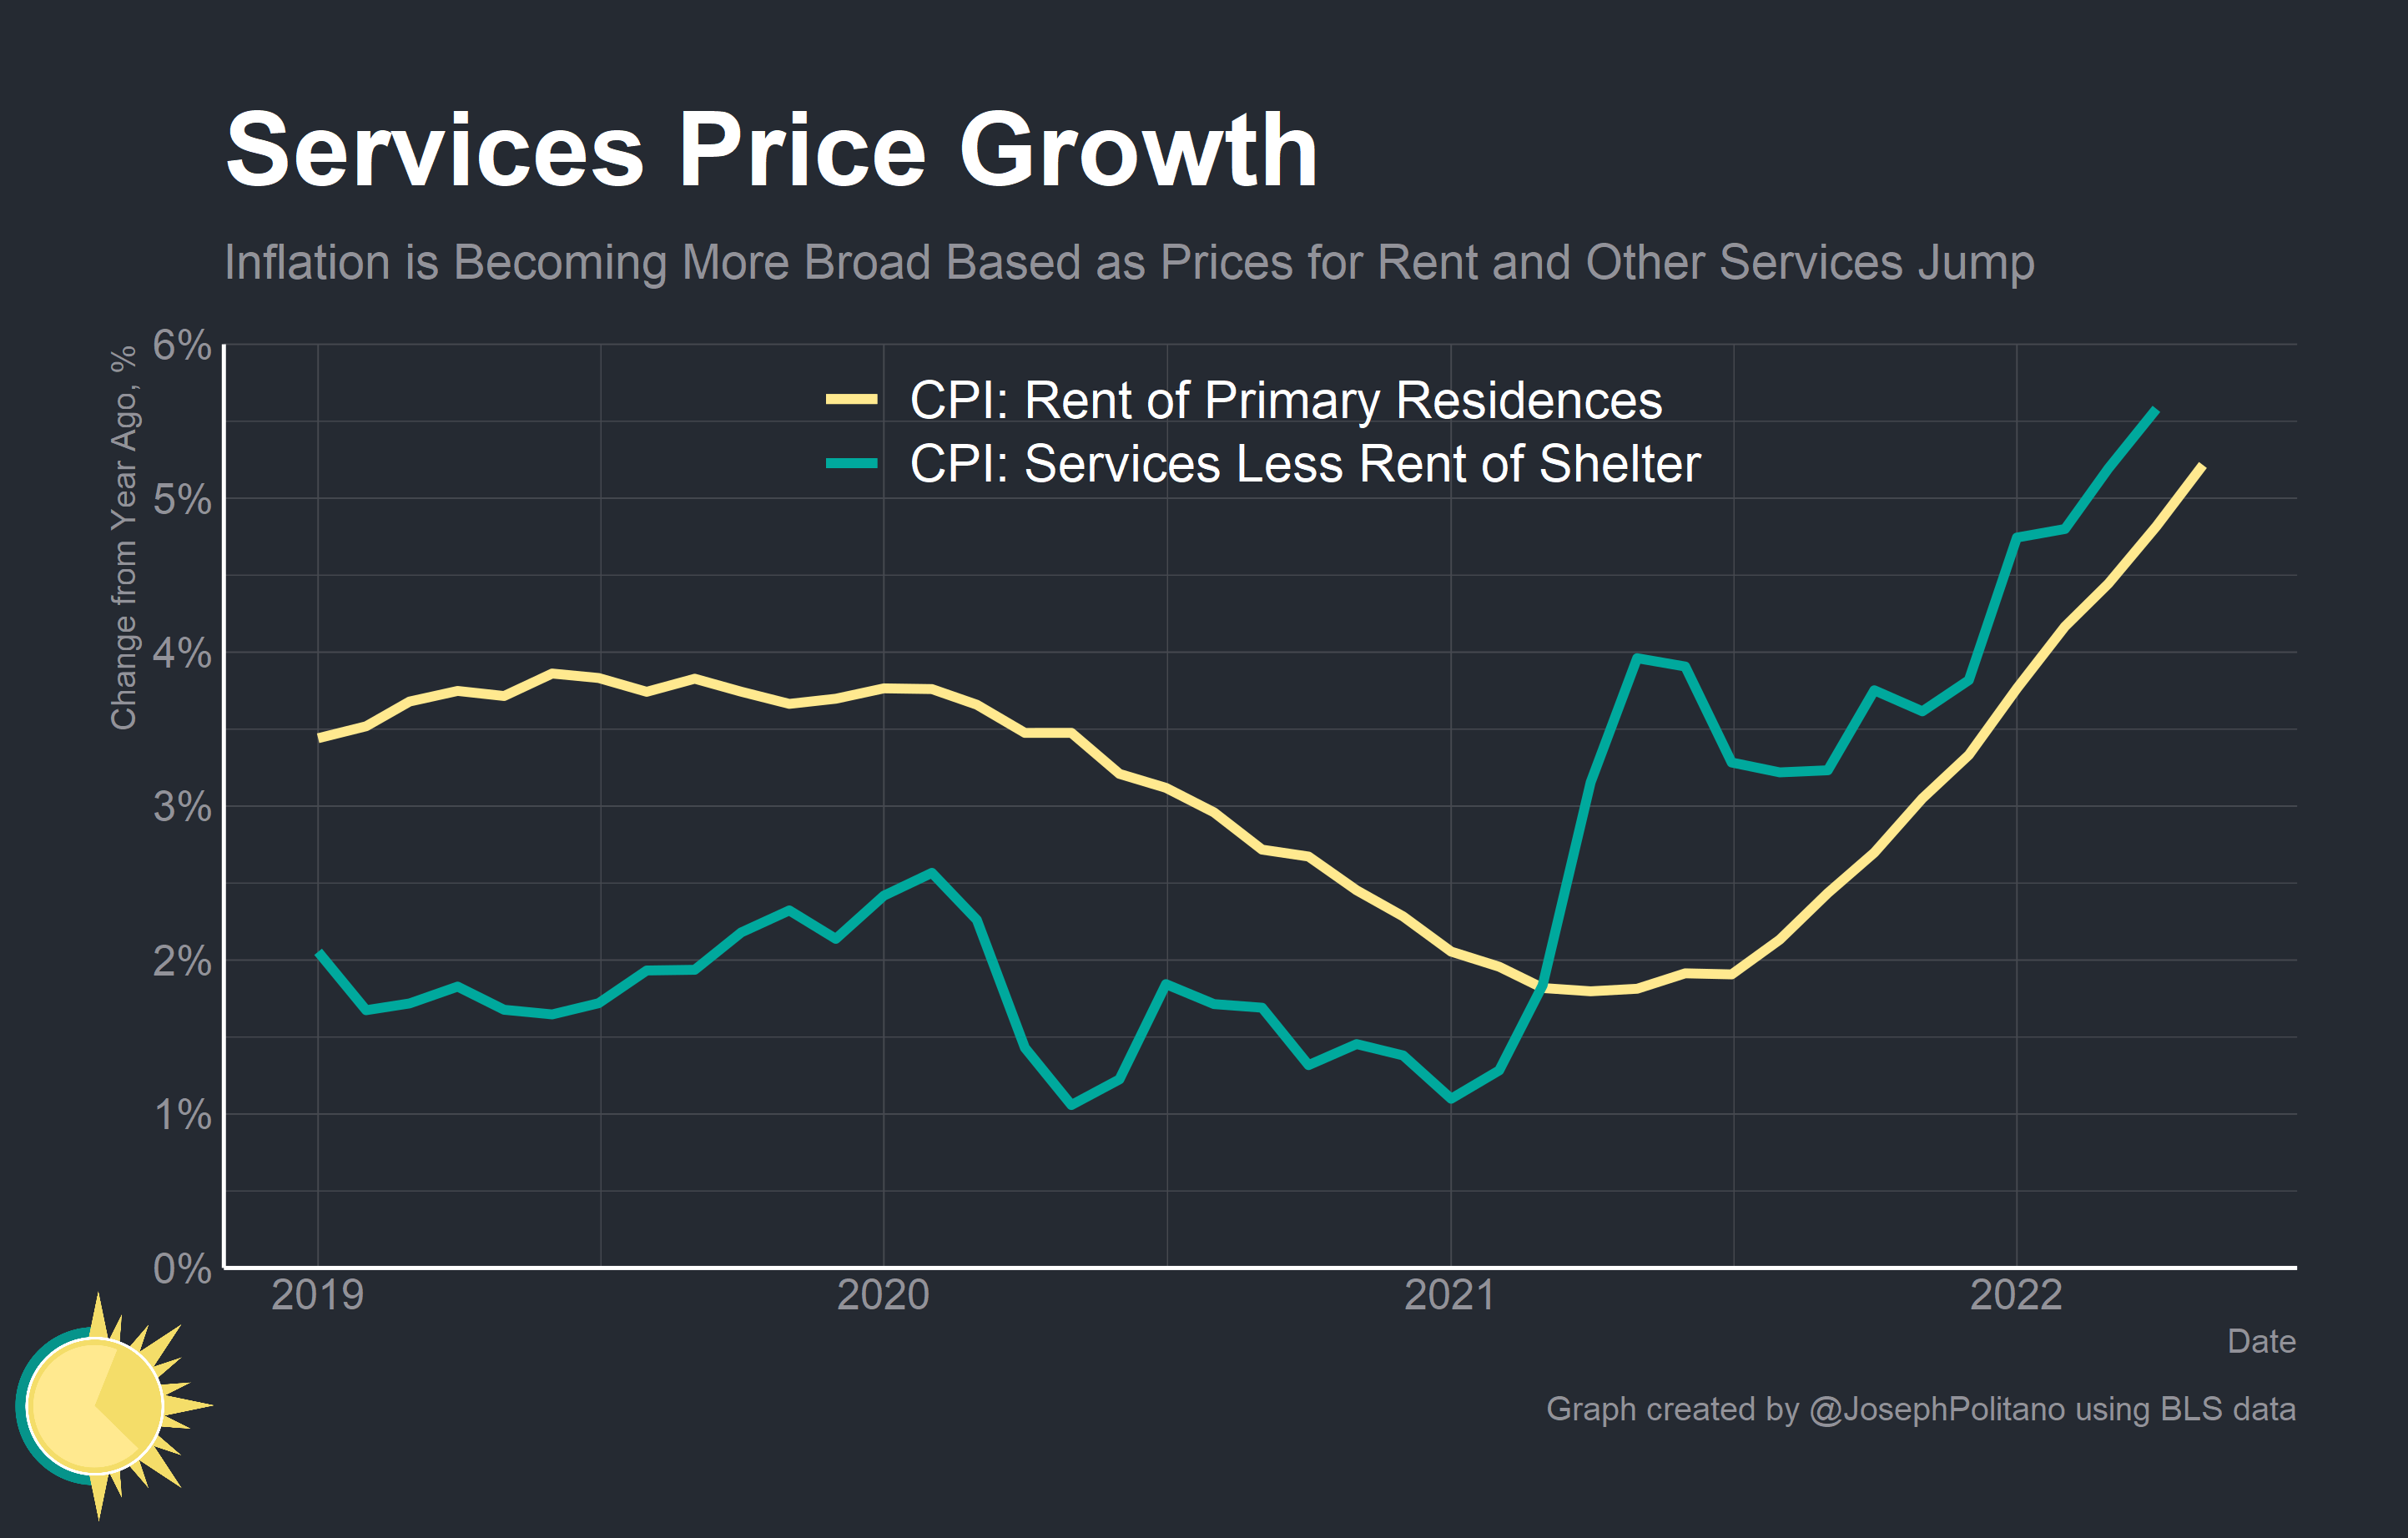 Services Price Growth
Inflation is Becoming More Broad Based as Prices for Rent and Other Services Jump
Change from Year Ago, %
6%
5%
4%
3%
2%
1%
0%
CPI: Rent of Primary Residences
CPI: Services Less Rent of Shelter
2019 2020 2021 2022
Date
Graph created by @JosephPolitano using BLS data